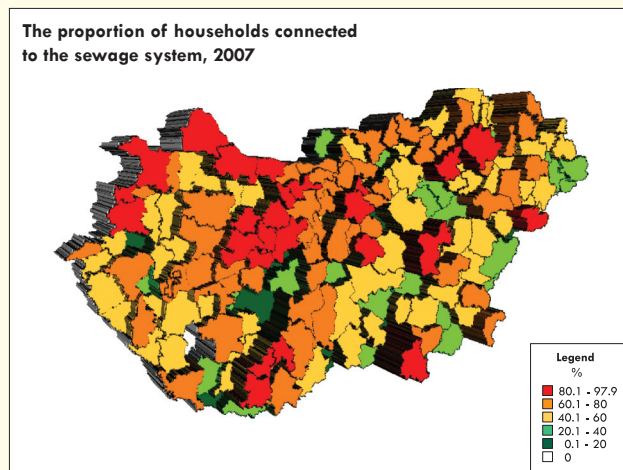 The proportion of households connected
to the sewage system, 2007
Legend
%
80.1 - 97.9
60.1 - 80
40.1 - 60
20.1 - 40
0.1 - 20
0